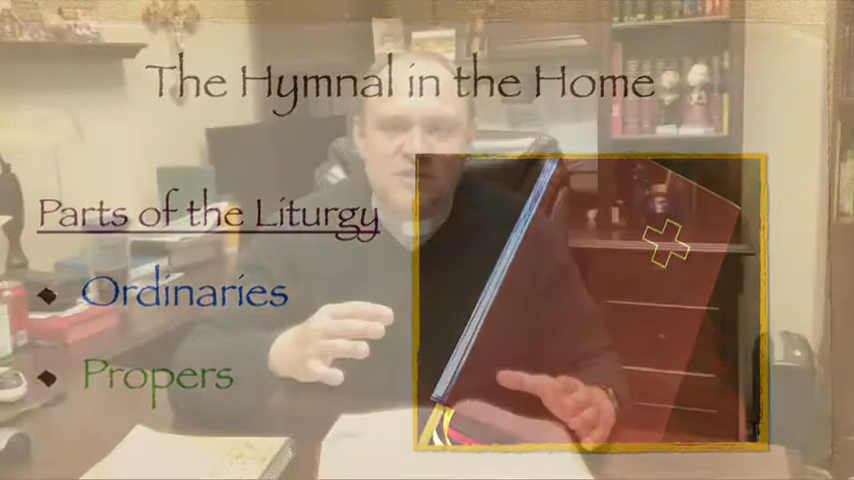 The Hymnal in the Home
Parts of the Liturgy
Ordinaries
Propers